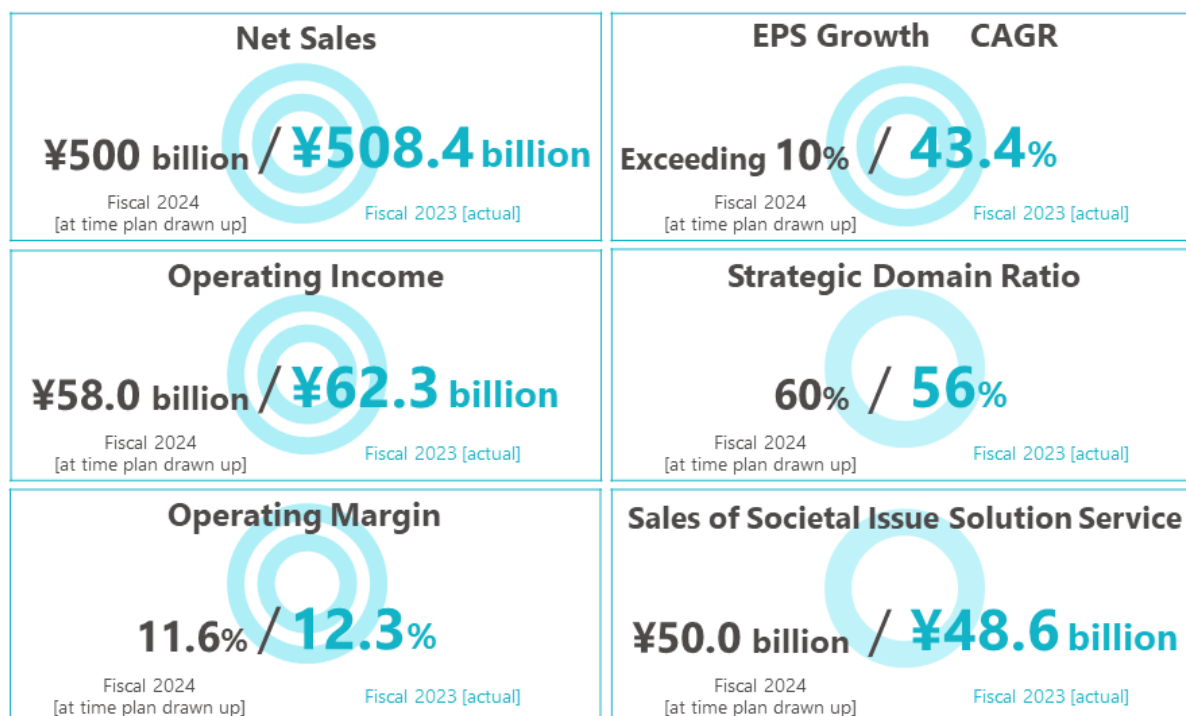 Net Sales
¥500 billion / ¥508.4 billion
Fiscal 2024
[at time plan drawn up]
Fiscal 2023 [actual]
EPS Growth CAGR
Exceeding 10% / 43.4%
Fiscal 2024
[at time plan drawn up]
Fiscal 2023 [actual]
Operating Income
¥58.0 billion / ¥62.3 billion
Fiscal 2024
[at time plan drawn up]
Fiscal 2023 [actual]
Strategic Domain Ratio
60% / 56%
Fiscal 2024
[at time plan drawn up]
Fiscal 2023 [actual]
Operating Margin
11.6% / 12.3%
Fiscal 2024
[at time plan drawn up]
Fiscal 2023 [actual]
Sales of Societal Issue Solution Service
¥50.0 billion / ¥48.6 billion
Fiscal 2024
[at time plan drawn up]
Fiscal 2023 [actual]